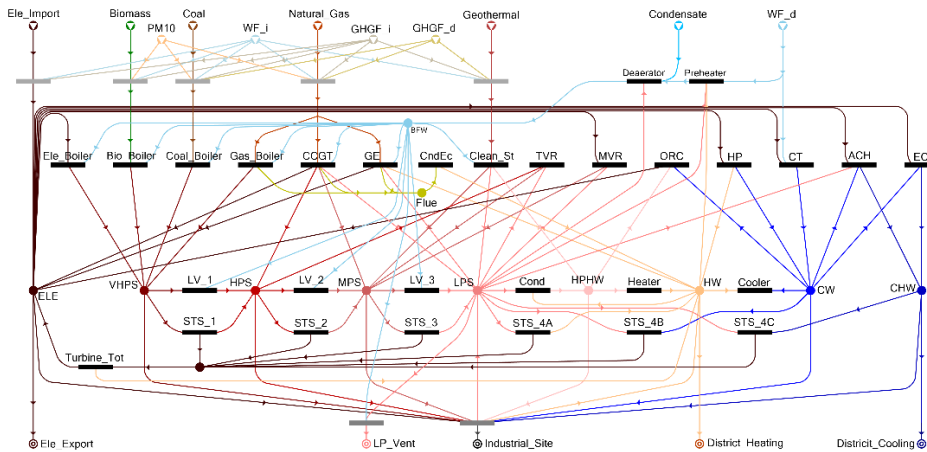 Ele_Import
Biomass
Coal
Natural_Gas
Geothermal
Condensate
WF_d
PM10
WF_i
GHGF_i
GHGF_d
Deaerator
Preheater
BFW
Ele_Boiler
Bio_Boiler
Coal_Boiler
Gas_Boiler
CCGT
GE
CndEc
Clean_St
TVR
MVR
ORC
HP
CT
ACH
EC
Flue
ELE
VHPS
LV_1
HPS
LV_2
MPS
LV_3
LPS
Cond
HPHW
Heater
HW
Cooler
CW
CHW
STS_1
STS_2
STS_3
STS_4A
STS_4B
STS_4C
Turbine_Tot
Ele_Export
LP_Vent
Industrial_Site
District_Heating
Districit_Cooling